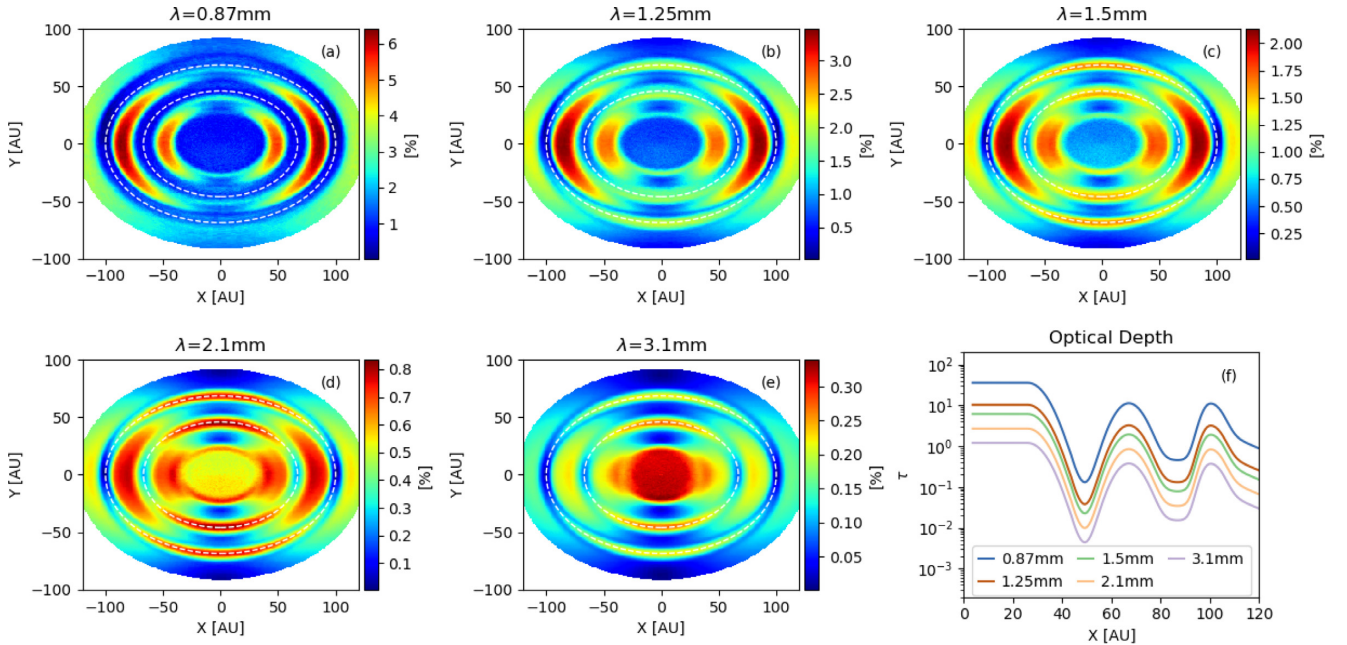 λ=0.87mm
(a)
100
50
0
−50
−100
Y [AU]
−100 −50 0 50 100
X [AU]
6
5
4
3
2
1
[%]
λ=1.25mm
(b)
100
50
0
−50
−100
Y [AU]
−100 −50 0 50 100
X [AU]
3.0
2.5
2.0
1.5
1.0
0.5
[%]
λ=1.5mm
(c)
100
50
0
−50
−100
Y [AU]
−100 −50 0 50 100
X [AU]
2.00
1.75
1.50
1.25
1.00
0.75
0.50
0.25
[%]
λ=2.1mm
(d)
100
50
0
−50
−100
Y [AU]
−100 −50 0 50 100
X [AU]
0.8
0.7
0.6
0.5
0.4
0.3
0.2
0.1
[%]
λ=3.1mm
(e)
100
50
0
−50
−100
Y [AU]
−100 −50 0 50 100
X [AU]
0.30
0.25
0.20
0.15
0.10
0.05
[%]
Optical Depth
(f)
10²
10¹
10⁰
10⁻¹
10⁻²
10⁻³
τ
0.87mm 1.5mm 3.1mm
1.25mm 2.1mm
0 20 40 60 80 100 120
X [AU]